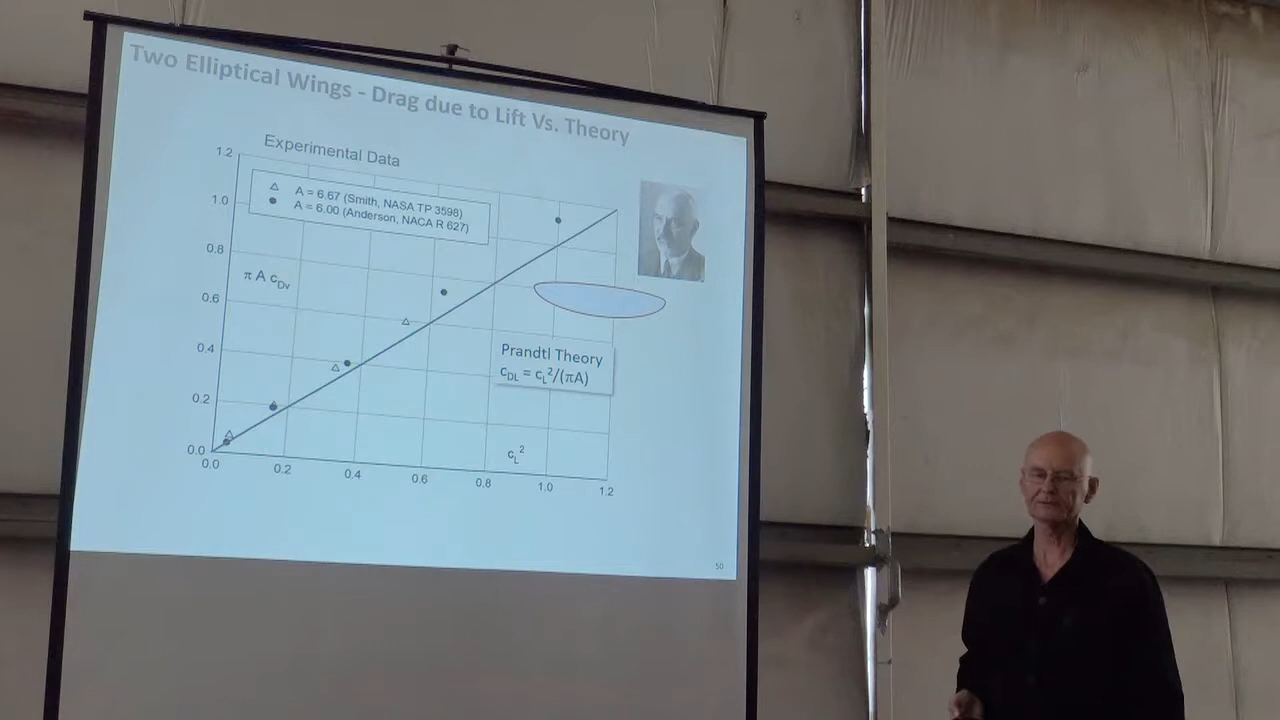 Two Elliptical Wings - Drag due to Lift Vs. Theory
Experimental Data
1.2
1.0
0.8
0.6
0.4
0.2
0.0
A = 6.67 (Smith, NASA TP 3598)
A = 6.00 (Anderson, NACA R 627)
π A c_Dv
Prandtl Theory
c_DL = c_L²/(πA)
c_L²
0.0 0.2 0.4 0.6 0.8 1.0 1.2
50